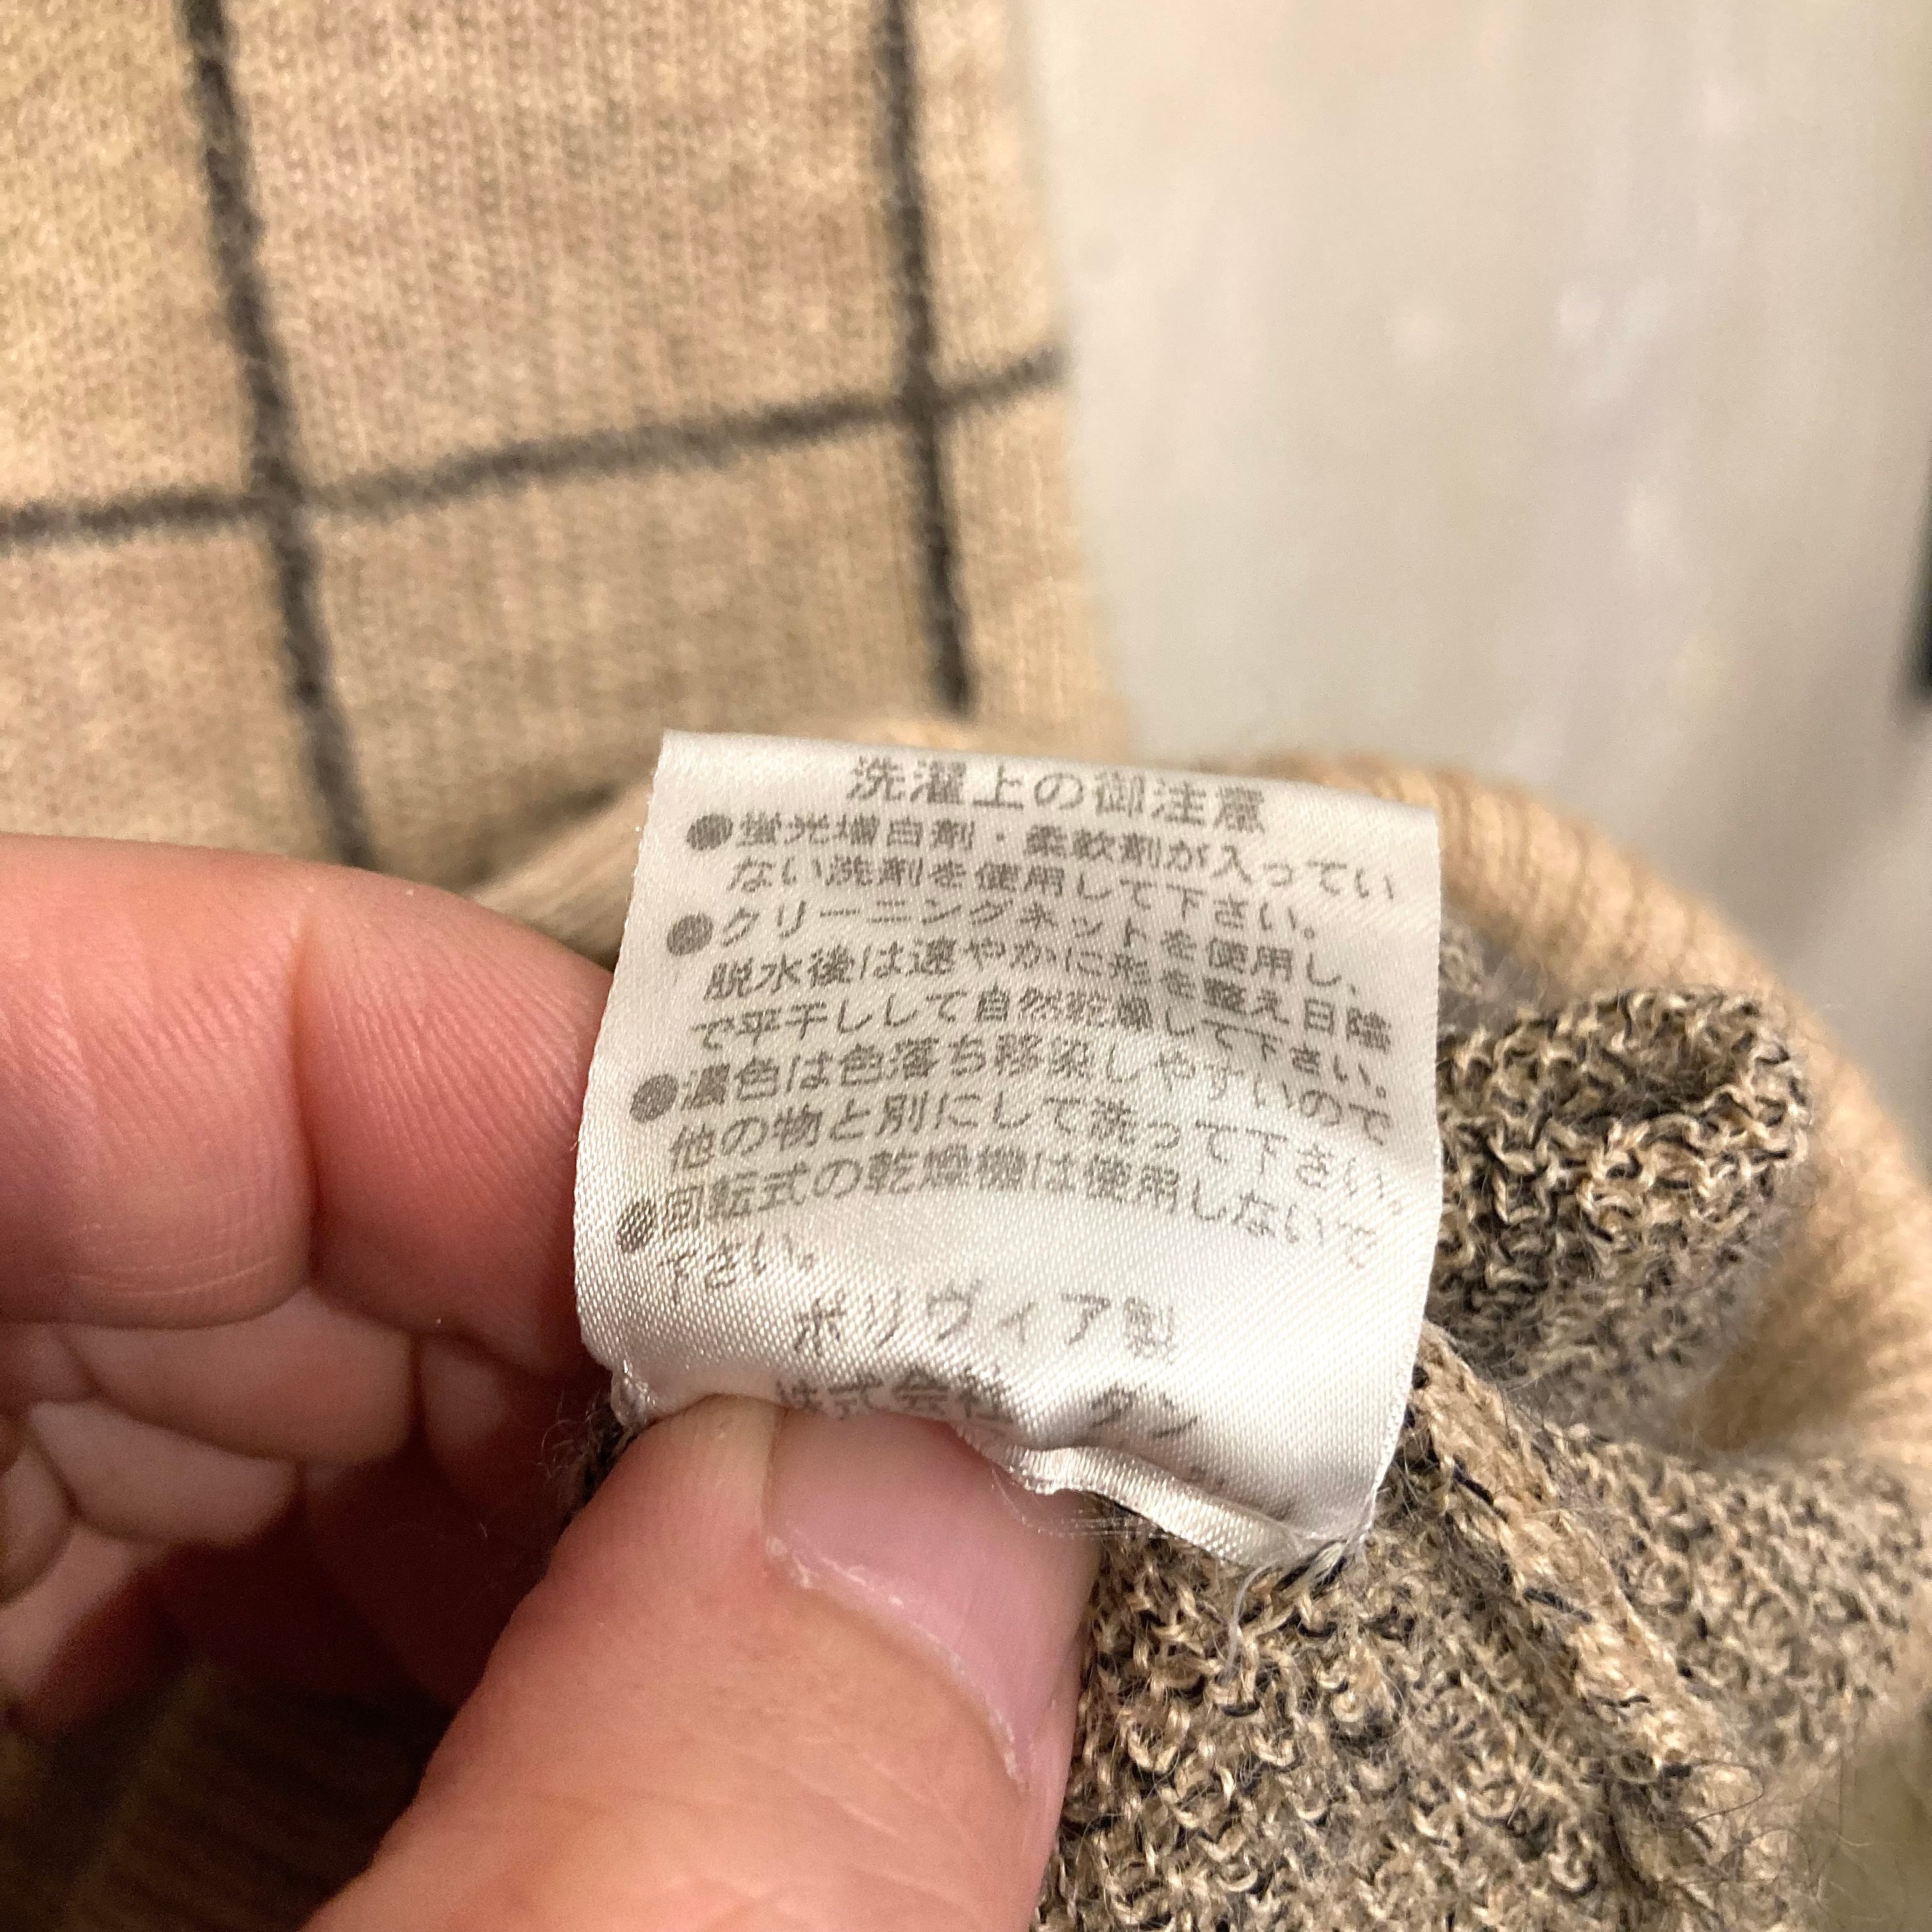 洗濯上の御注意
●蛍光増白剤・柔軟剤が入ってい
ない洗剤を使用して下さい。
●クリーニングネットを使用し、
脱水後は速やかに形を整え日陰
で平干しして自然乾燥して下さい。
●濃色は色落ち移染しやすいので
他の物と別にして洗って下さい。
●回転式の乾燥機は使用しないで
下さい。
ボリヴィア製
株式会社